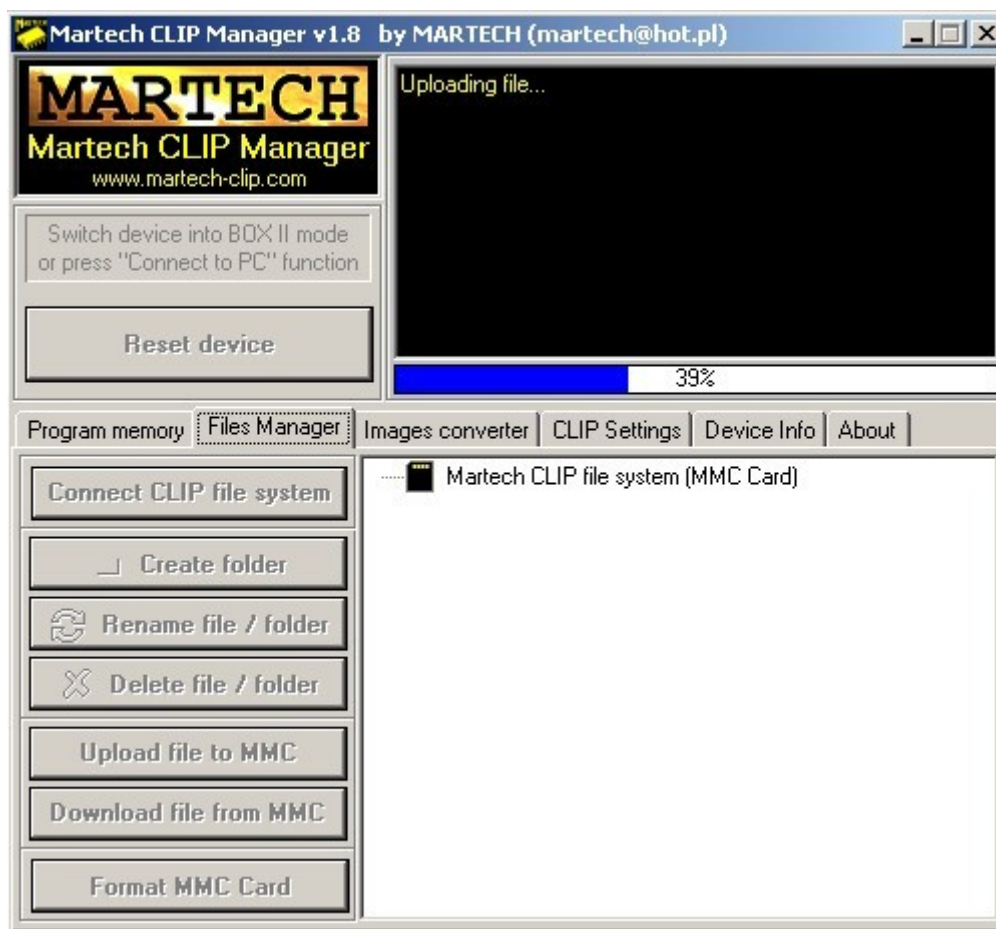 Martech CLIP Manager v1.8 by MARTECH (martech@hot.pl)
MARTECH
Martech CLIP Manager
www.martech-clip.com
Uploading file...
Switch device into BOX II mode
or press "Connect to PC" function
Reset device
39%
Program memory Files Manager Images converter CLIP Settings Device Info About
Connect CLIP file system
Martech CLIP file system (MMC Card)
Create folder
Rename file / folder
Delete file / folder
Upload file to MMC
Download file from MMC
Format MMC Card